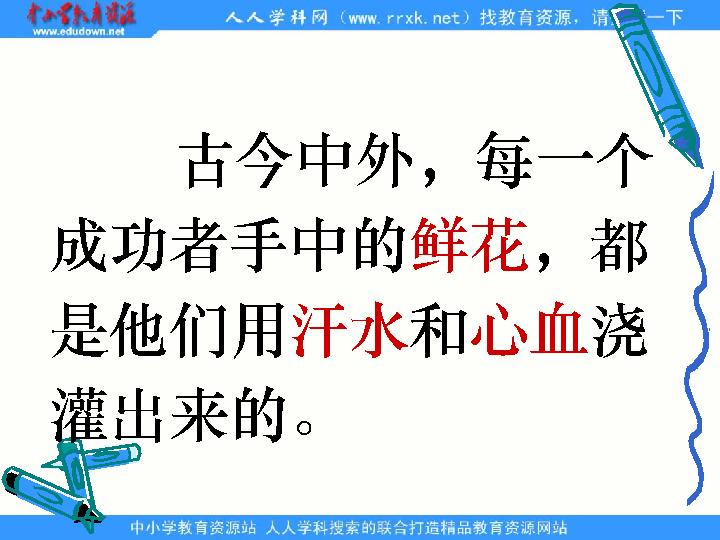 中小学教育资源
www.edudown.net
人人学科网（www.rrxk.net）找教育资源，请
一下
古今中外，每一个
成功者手中的鲜花，都
是他们用汗水和心血浇
灌出来的。
中小学教育资源站 人人学科搜索的联合打造精品教育资源网站